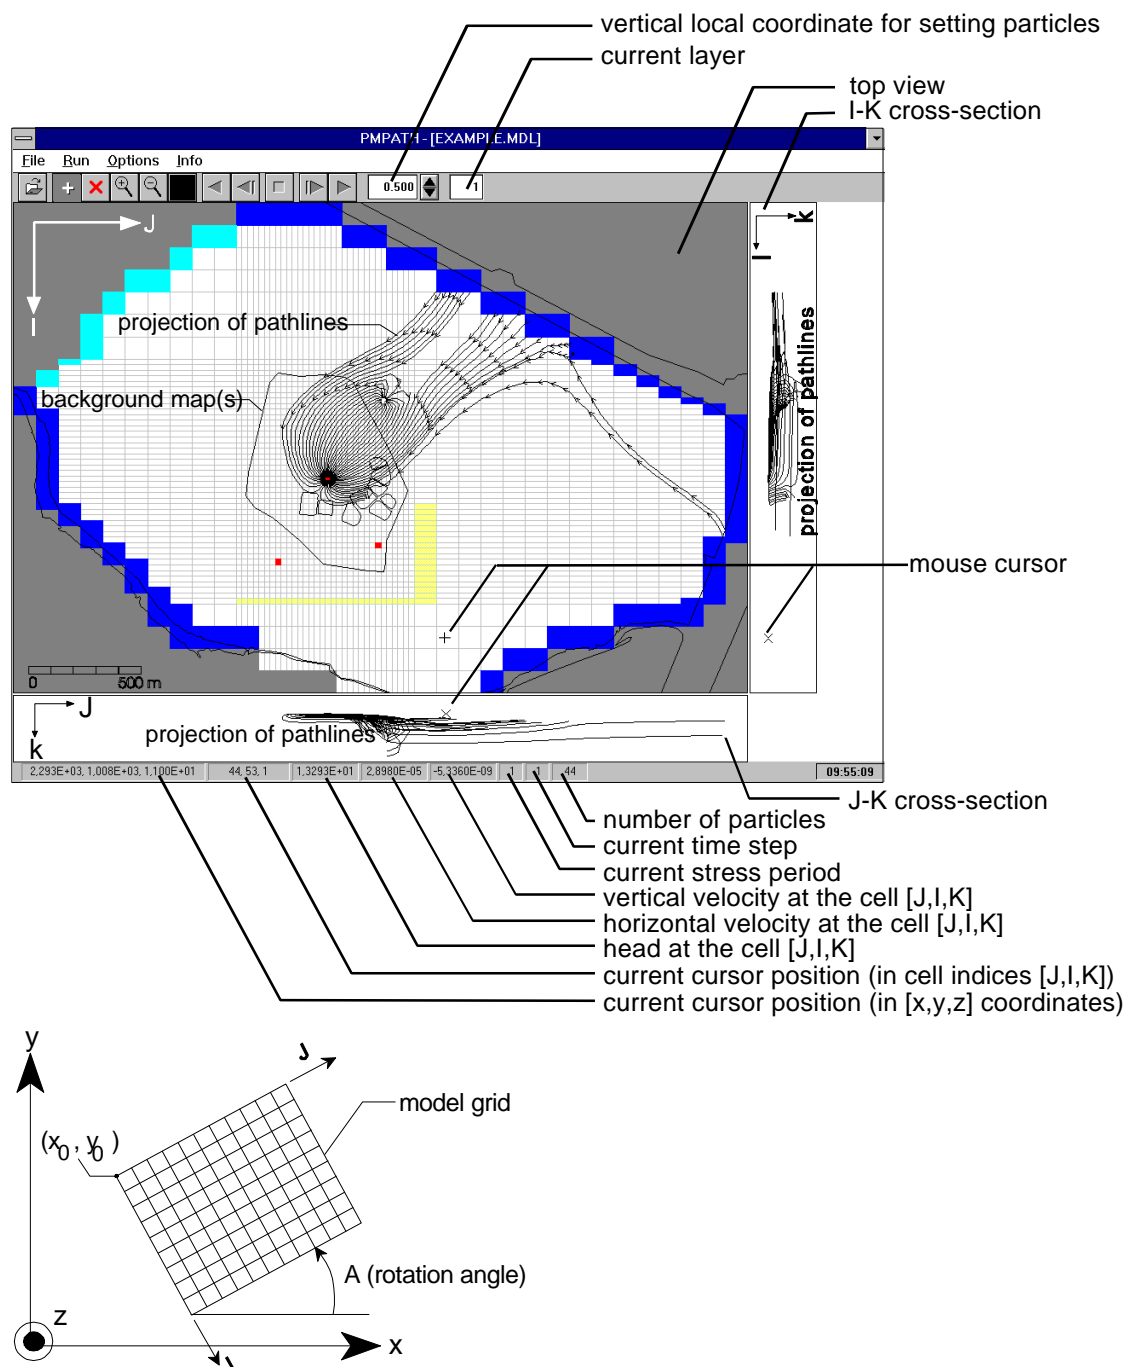 vertical local coordinate for setting particles
current layer
top view
I-K cross-section
PMPATH - [EXAMPLE.MDL]
File Run Options Info
0.500 1
J
I
k
I
projection of pathlines
background map(s)
projection of pathlines
mouse cursor
0 500 m
J
k
projection of pathlines
2,293E+03, 1,008E+03, 1,100E+01 44, 53, 1 1,3293E+01 2,8980E-05 -5,3360E-09 1 1 44 09:55:09
J-K cross-section
number of particles
current time step
current stress period
vertical velocity at the cell [J,I,K]
horizontal velocity at the cell [J,I,K]
head at the cell [J,I,K]
current cursor position (in cell indices [J,I,K])
current cursor position (in [x,y,z] coordinates)
y
J
model grid
(x0, y0)
A (rotation angle)
z
x